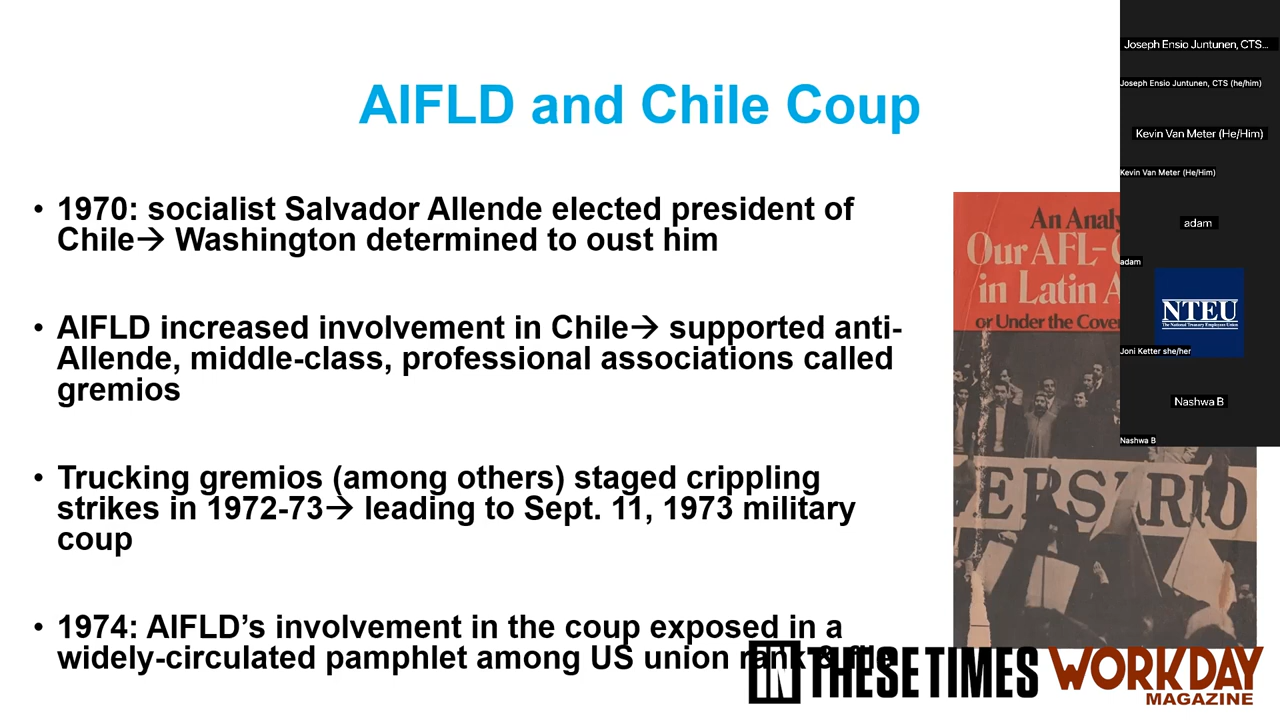 AIFLD and Chile Coup
• 1970: socialist Salvador Allende elected president of
Chile→ Washington determined to oust him
• AIFLD increased involvement in Chile→ supported anti-
Allende, middle-class, professional associations called
gremios
• Trucking gremios (among others) staged crippling
strikes in 1972-73→ leading to Sept. 11, 1973 military
coup
• 1974: AIFLD's involvement in the coup exposed in a
widely-circulated pamphlet among US union
An
Our AFL-
in Latin
or Under the
ERSARIO
IN THESE TIMES
WORKDAY
MAGAZINE
Joseph Ensio Juntunen, CTS...
Joseph Ensio Juntunen, CTS (he/him)
Kevin Van Meter (He/Him)
Kevin Van Meter (He/Him)
adam
adam
NTEU
The National Treasury Employees Union
Joni Ketter she/her
Nashwa B
Nashwa B